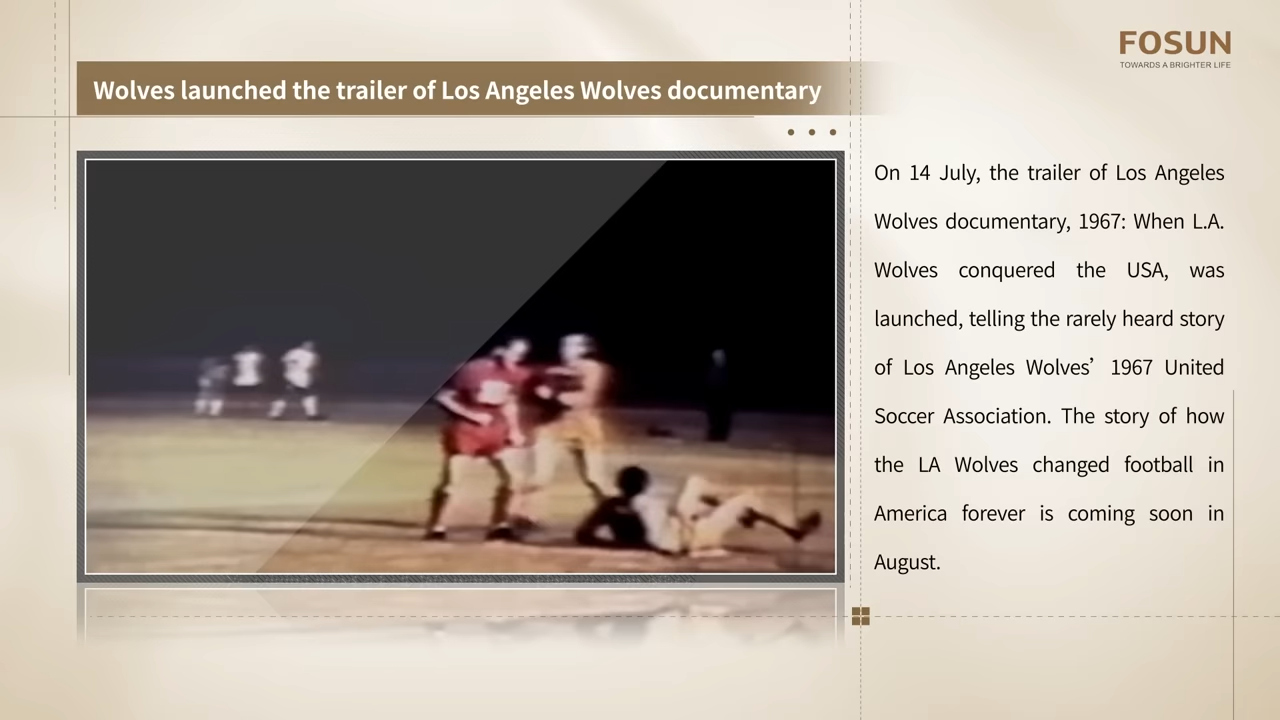 FOSUN
TOWARDS A BRIGHTER LIFE
Wolves launched the trailer of Los Angeles Wolves documentary
On 14 July, the trailer of Los Angeles
Wolves documentary, 1967: When L.A.
Wolves conquered the USA, was
launched, telling the rarely heard story
of Los Angeles Wolves’ 1967 United
Soccer Association. The story of how
the LA Wolves changed football in
America forever is coming soon in
August.